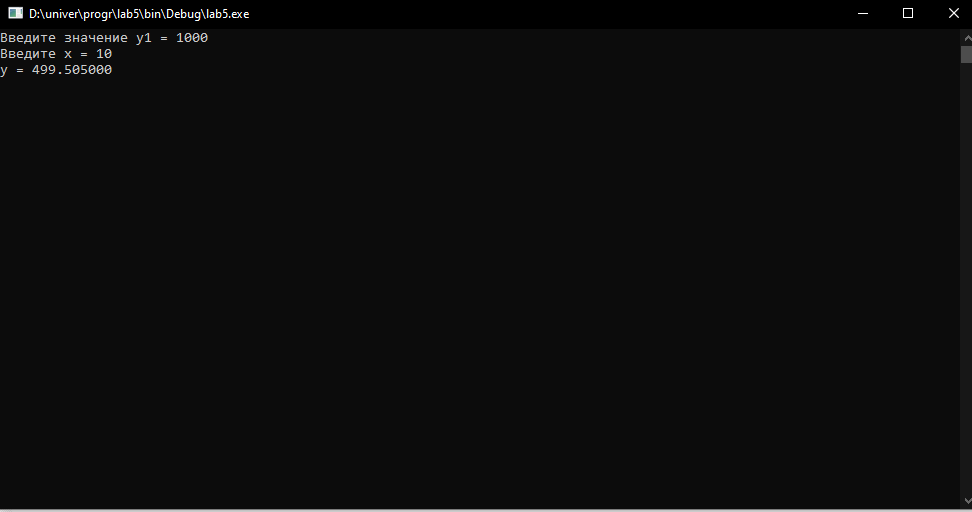 D:\univer\progr\lab5\bin\Debug\lab5.exe
Введите значение y1 = 1000
Введите x = 10
y = 499.505000